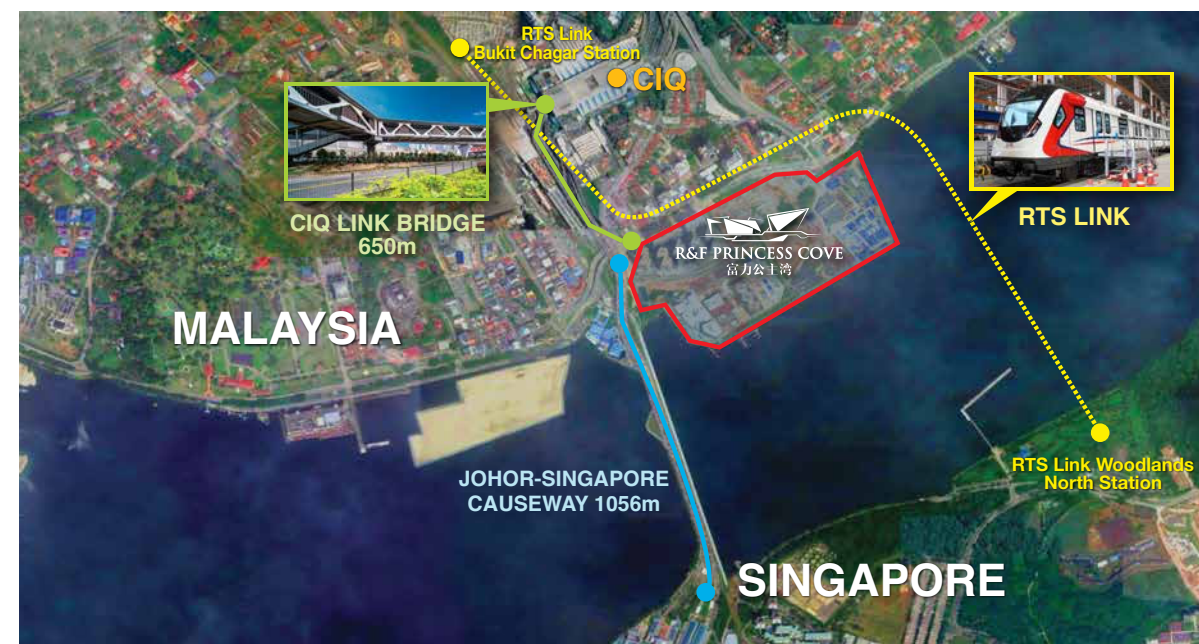 RTS Link
Bukit Chagar Station
CIQ
CIQ LINK BRIDGE
650m
RTS LINK
R&F PRINCESS COVE
富力公主湾
MALAYSIA
JOHOR-SINGAPORE
CAUSEWAY 1056m
RTS Link Woodlands
North Station
SINGAPORE